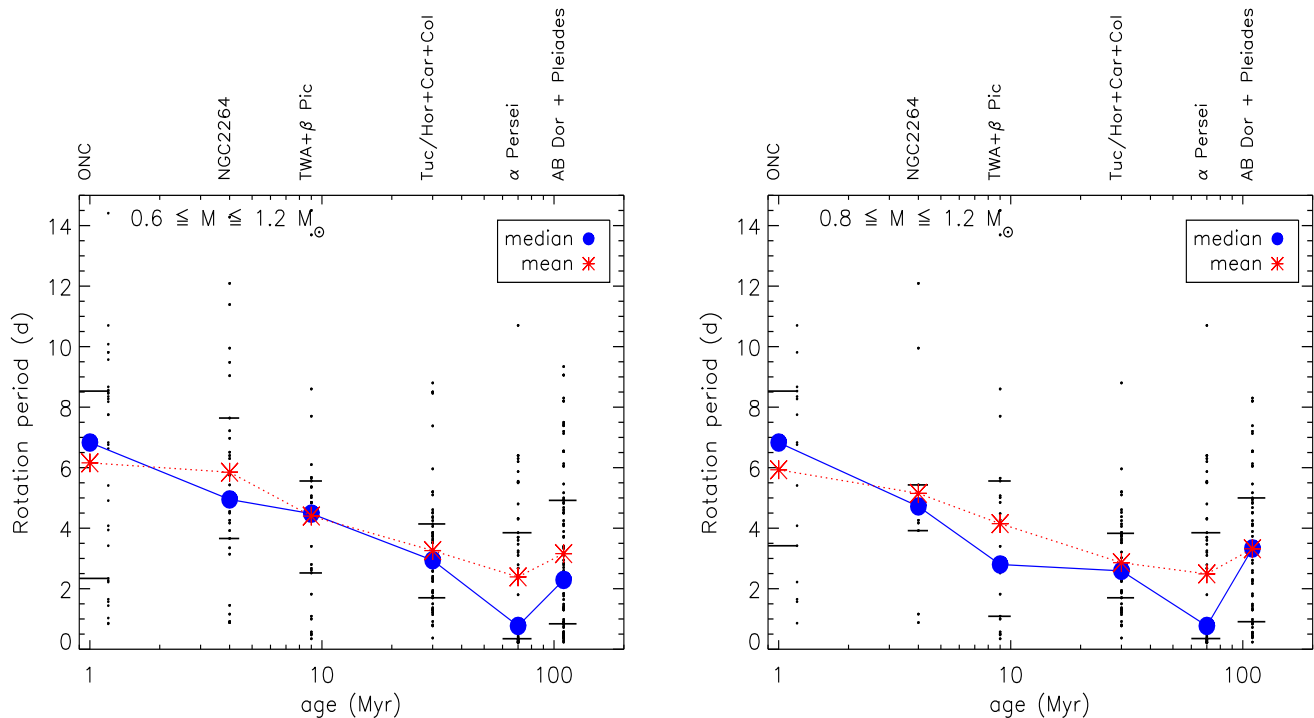 ONC
NGC2264
TWA+β Pic
Tuc/Hor+Car+Col
α Persei
AB Dor + Pleiades
0.6 ≦ M ≦ 1.2 M⊙
median
mean
Rotation period (d)
14
12
10
8
6
4
2
0
1
10
100
age (Myr)
ONC
NGC2264
TWA+β Pic
Tuc/Hor+Car+Col
α Persei
AB Dor + Pleiades
0.8 ≦ M ≦ 1.2 M⊙
median
mean
Rotation period (d)
14
12
10
8
6
4
2
0
1
10
100
age (Myr)